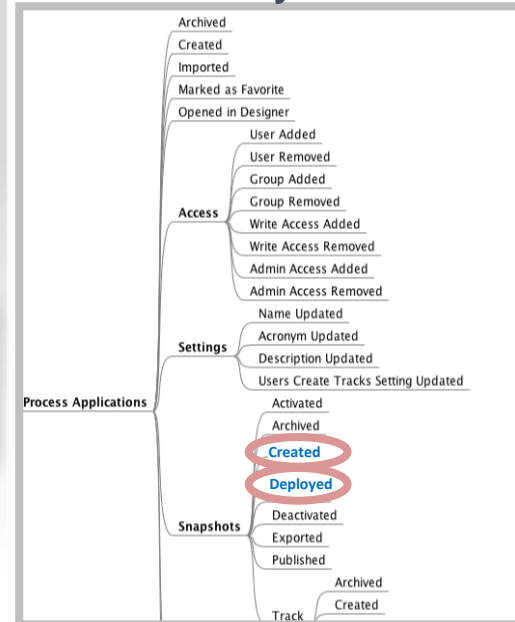 Archived
Created
Imported
Marked as Favorite
Opened in Designer
User Added
User Removed
Group Added
Group Removed
Access
Write Access Added
Write Access Removed
Admin Access Added
Admin Access Removed
Name Updated
Acronym Updated
Settings
Description Updated
Users Create Tracks Setting Updated
Process Applications
Activated
Archived
Created
Deployed
Deactivated
Snapshots
Exported
Published
Archived
Created
Track